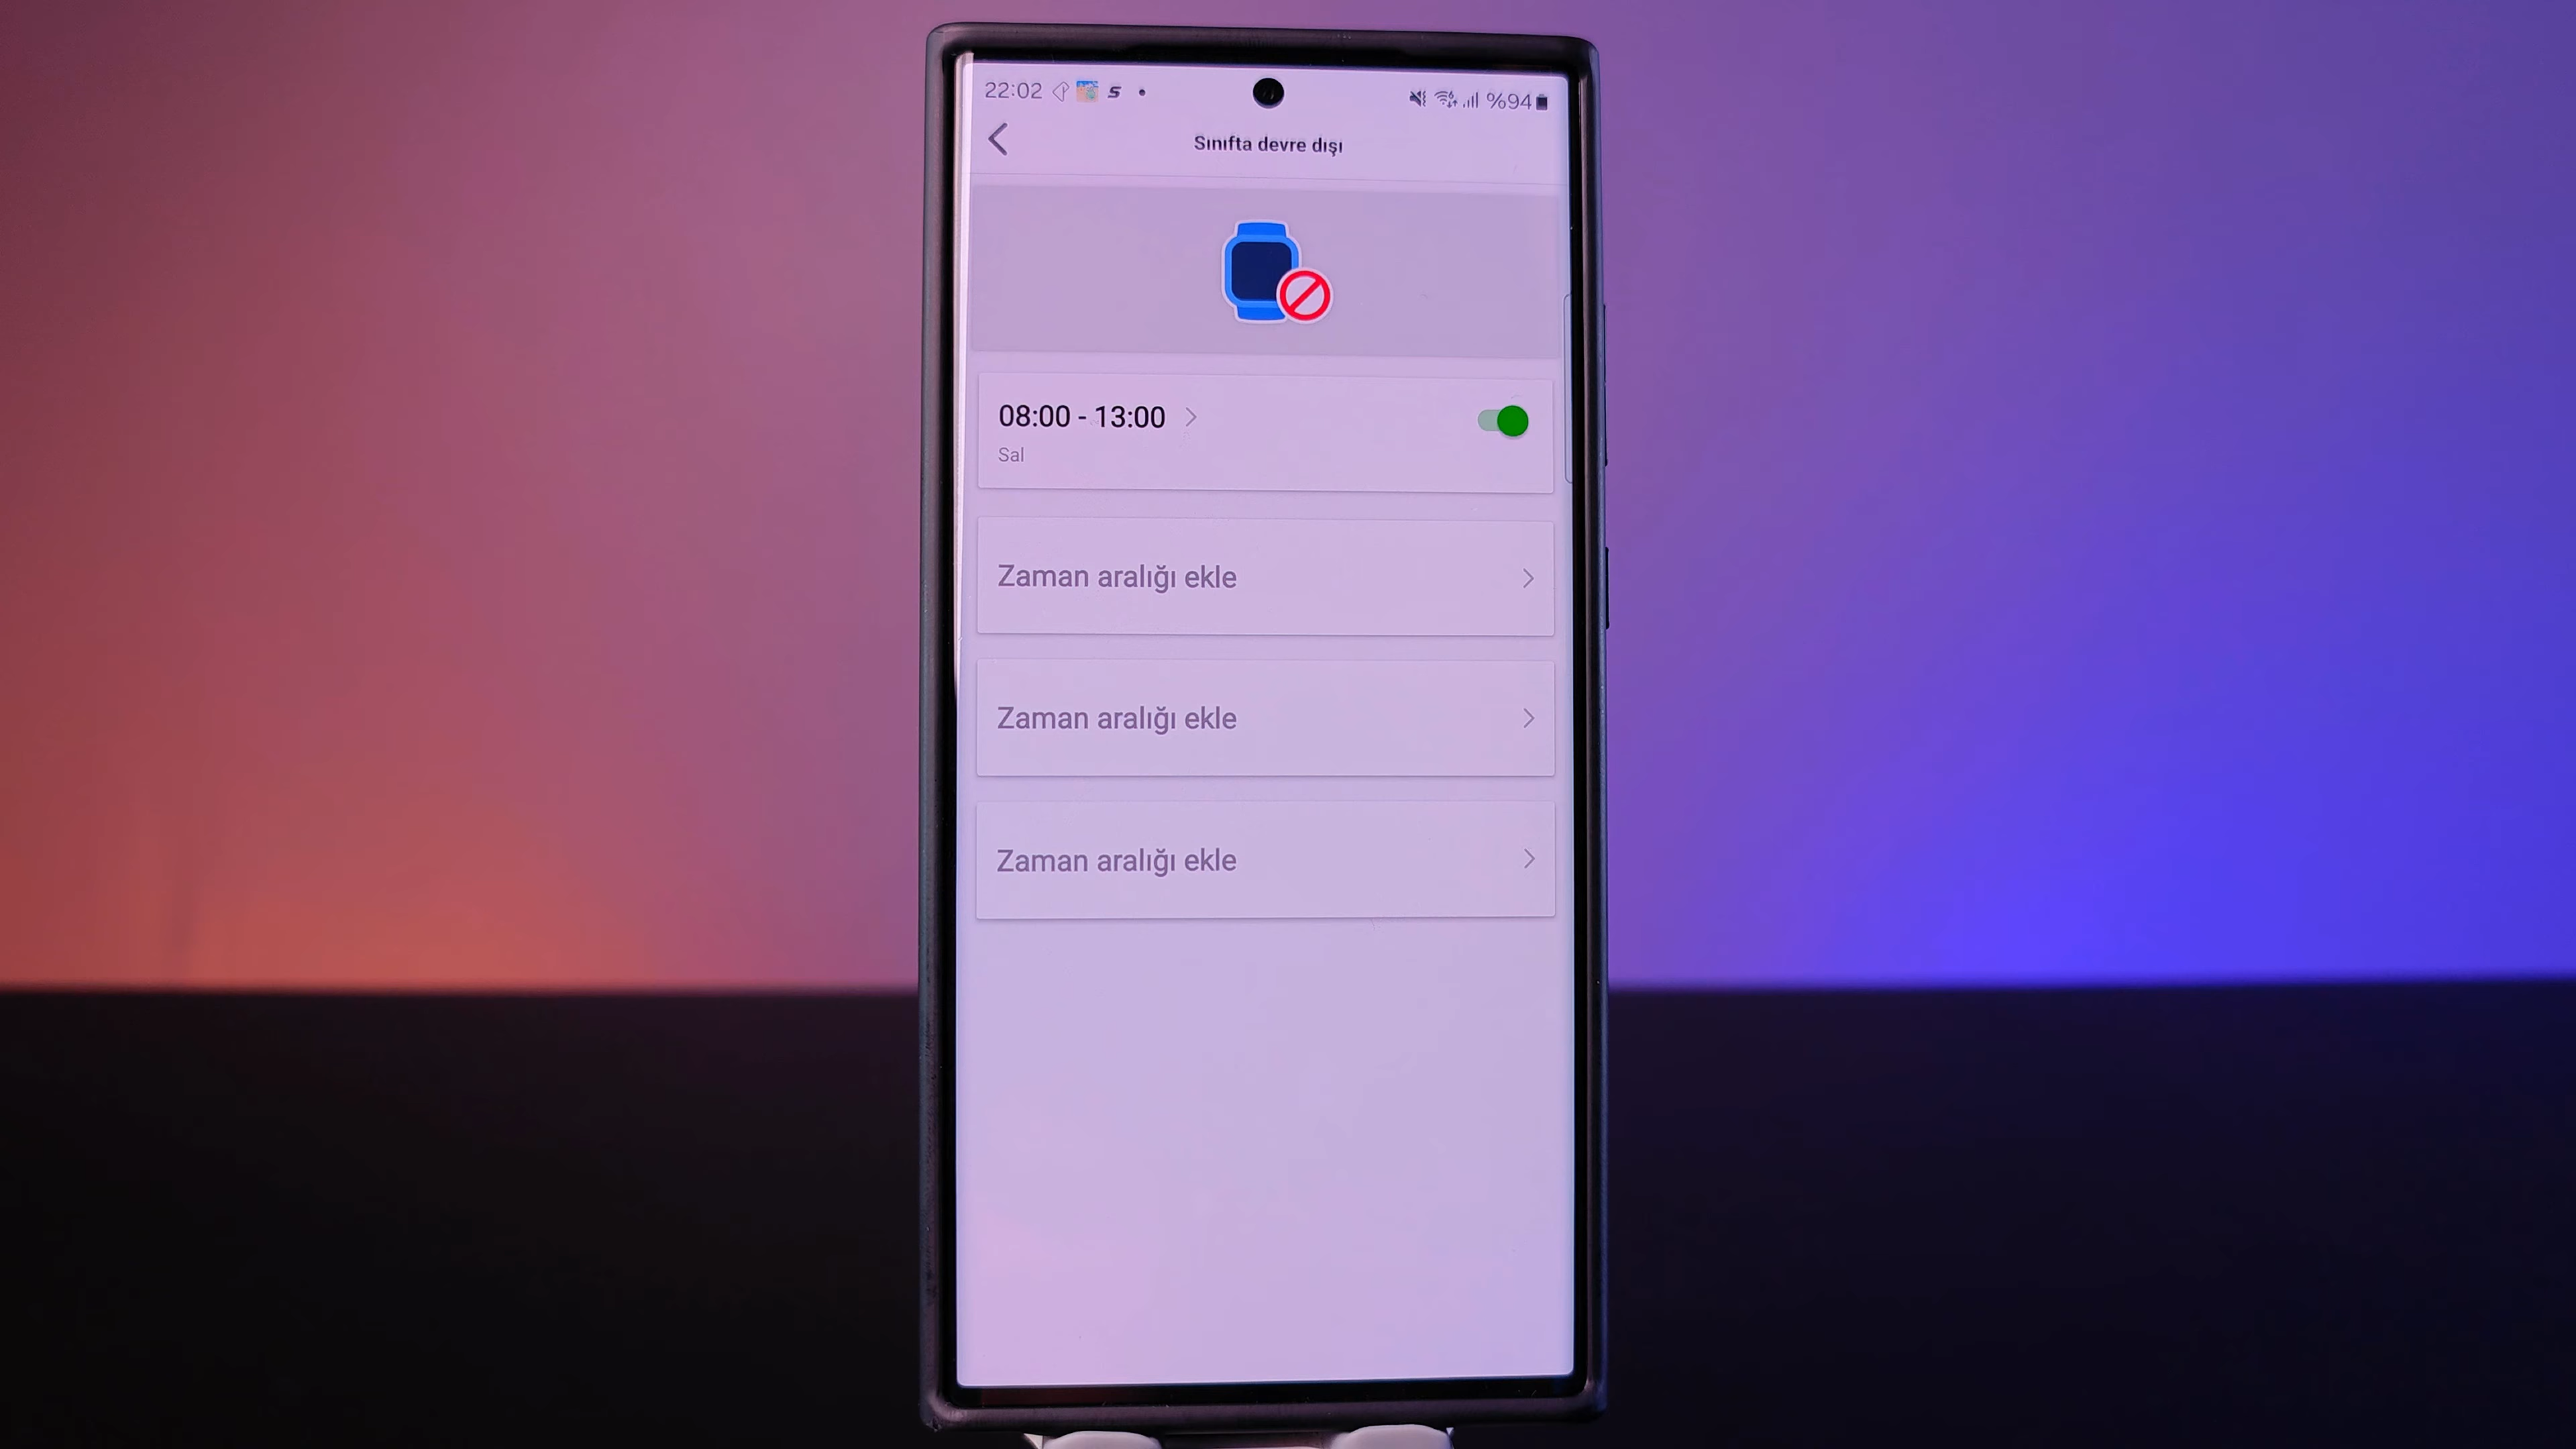 22:02 S %94
Sınıfta devre dışı
08:00 - 13:00
Sal
Zaman aralığı ekle
Zaman aralığı ekle
Zaman aralığı ekle